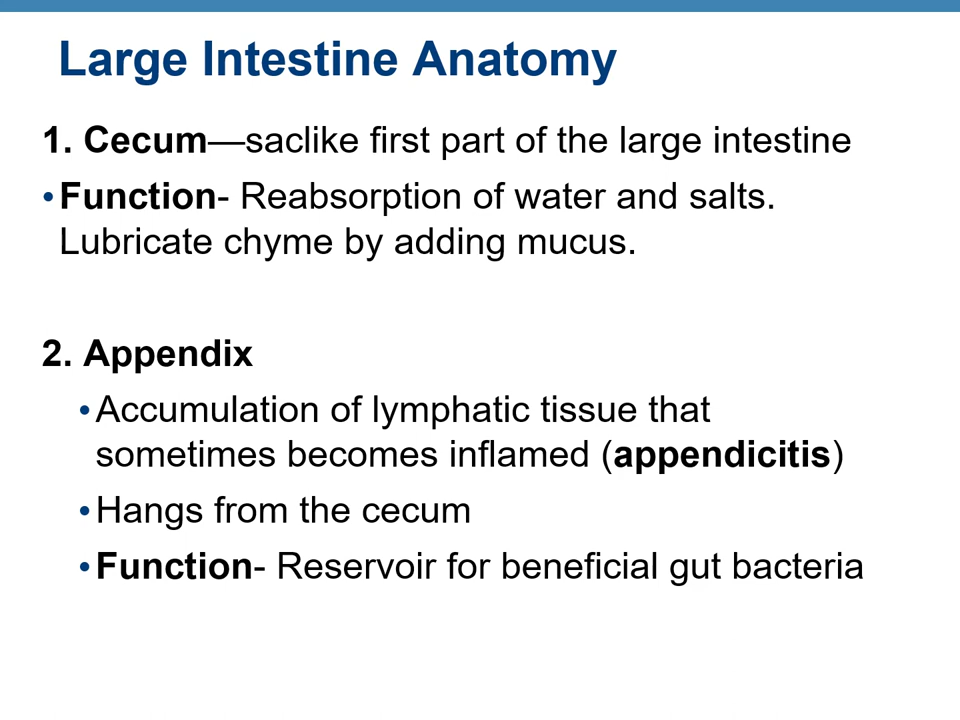 Large Intestine Anatomy
1. Cecum—saclike first part of the large intestine
•Function- Reabsorption of water and salts.
Lubricate chyme by adding mucus.
2. Appendix
•Accumulation of lymphatic tissue that
sometimes becomes inflamed (appendicitis)
•Hangs from the cecum
•Function- Reservoir for beneficial gut bacteria